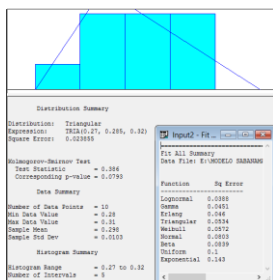 Distribution Summary
Distribution: Triangular
Expression: TRIA(0.27, 0.285, 0.32)
Square Error: 0.023855
Kolmogorov-Smirnov Test
Test Statistic = 0.386
Corresponding p-value = 0.0793
Data Summary
Number of Data Points = 10
Min Data Value = 0.28
Max Data Value = 0.31
Sample Mean = 0.298
Sample Std Dev = 0.0103
Histogram Summary
Histogram Range = 0.27 to 0.32
Number of Intervals = 5
Input2 - Fit ...
Fit All Summary
Data File: E:\MODELO SABANAS
Function Sq Error
Lognormal 0.0388
Gamma 0.0451
Erlang 0.046
Triangular 0.0534
Weibull 0.0572
Normal 0.0803
Beta 0.0839
Uniform 0.1
Exponential 0.143